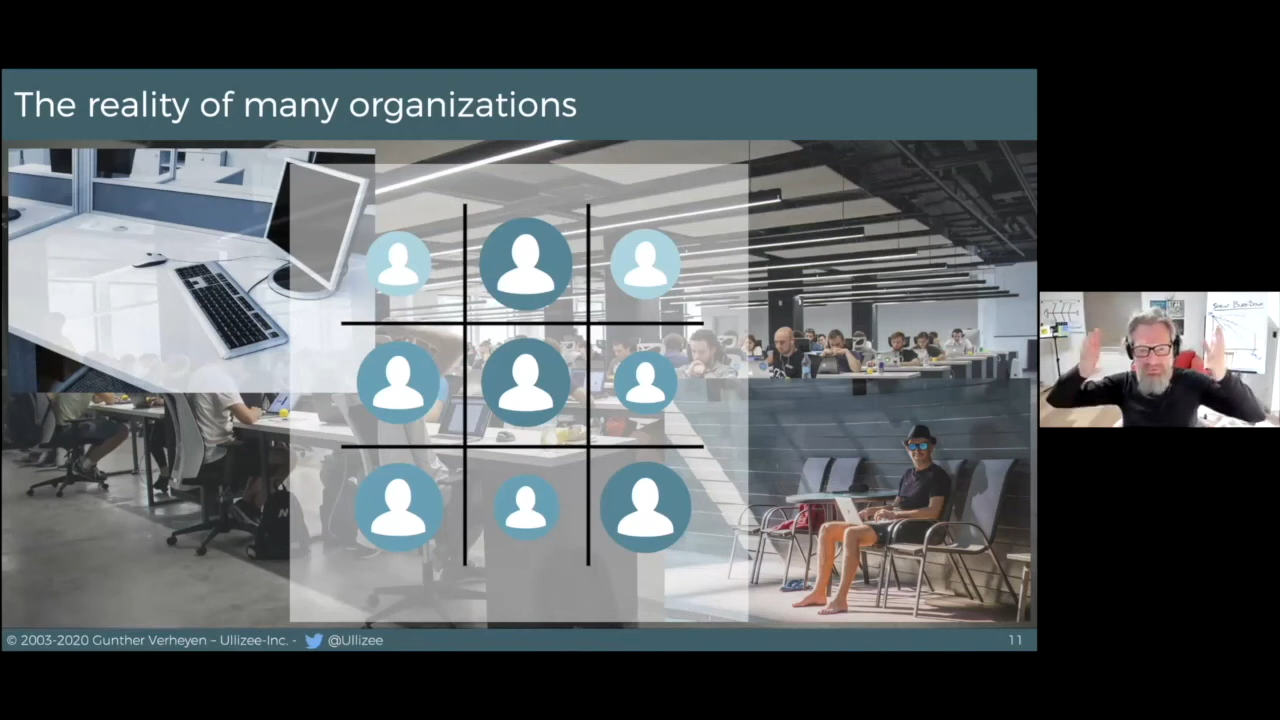 The reality of many organizations
© 2003-2020 Gunther Verheyen – Ullizee-Inc. - @Ullizee
11